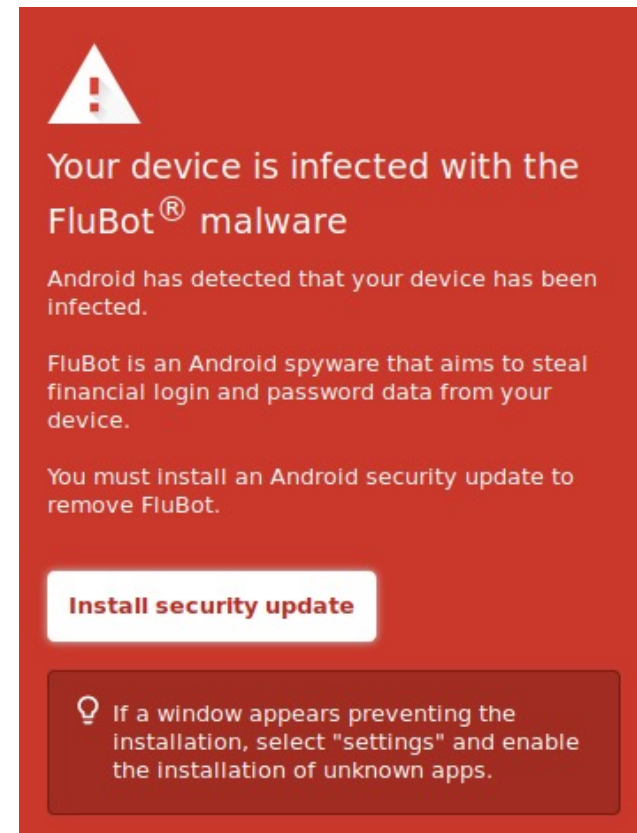 Your device is infected with the
FluBot® malware
Android has detected that your device has been
infected.
FluBot is an Android spyware that aims to steal
financial login and password data from your
device.
You must install an Android security update to
remove FluBot.
Install security update
If a window appears preventing the
installation, select "settings" and enable
the installation of unknown apps.